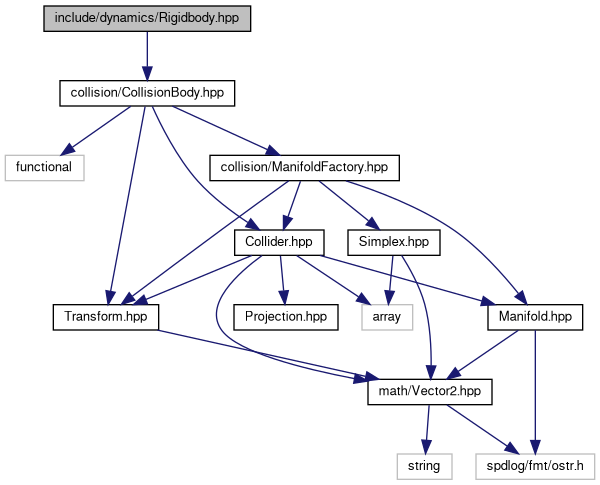 include/dynamics/Rigidbody.hpp
collision/CollisionBody.hpp
functional
collision/ManifoldFactory.hpp
Collider.hpp
Simplex.hpp
Transform.hpp
Projection.hpp
array
Manifold.hpp
math/Vector2.hpp
string
spdlog/fmt/ostr.h